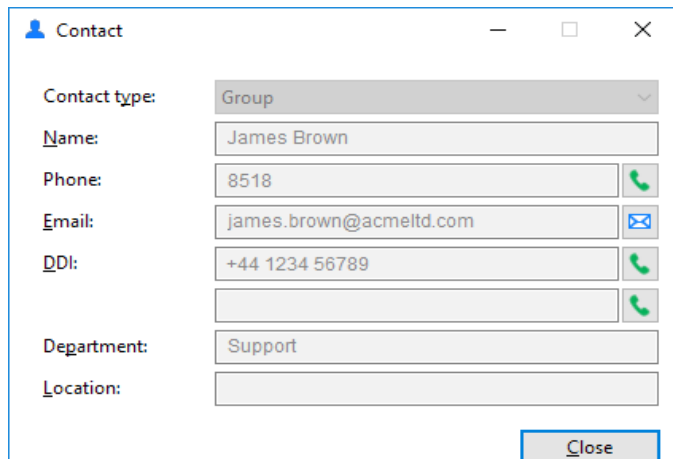 Contact
Contact type: Group
Name: James Brown
Phone: 8518
Email: james.brown@acmeltd.com
DDI: +44 1234 56789
Department: Support
Location:
Close